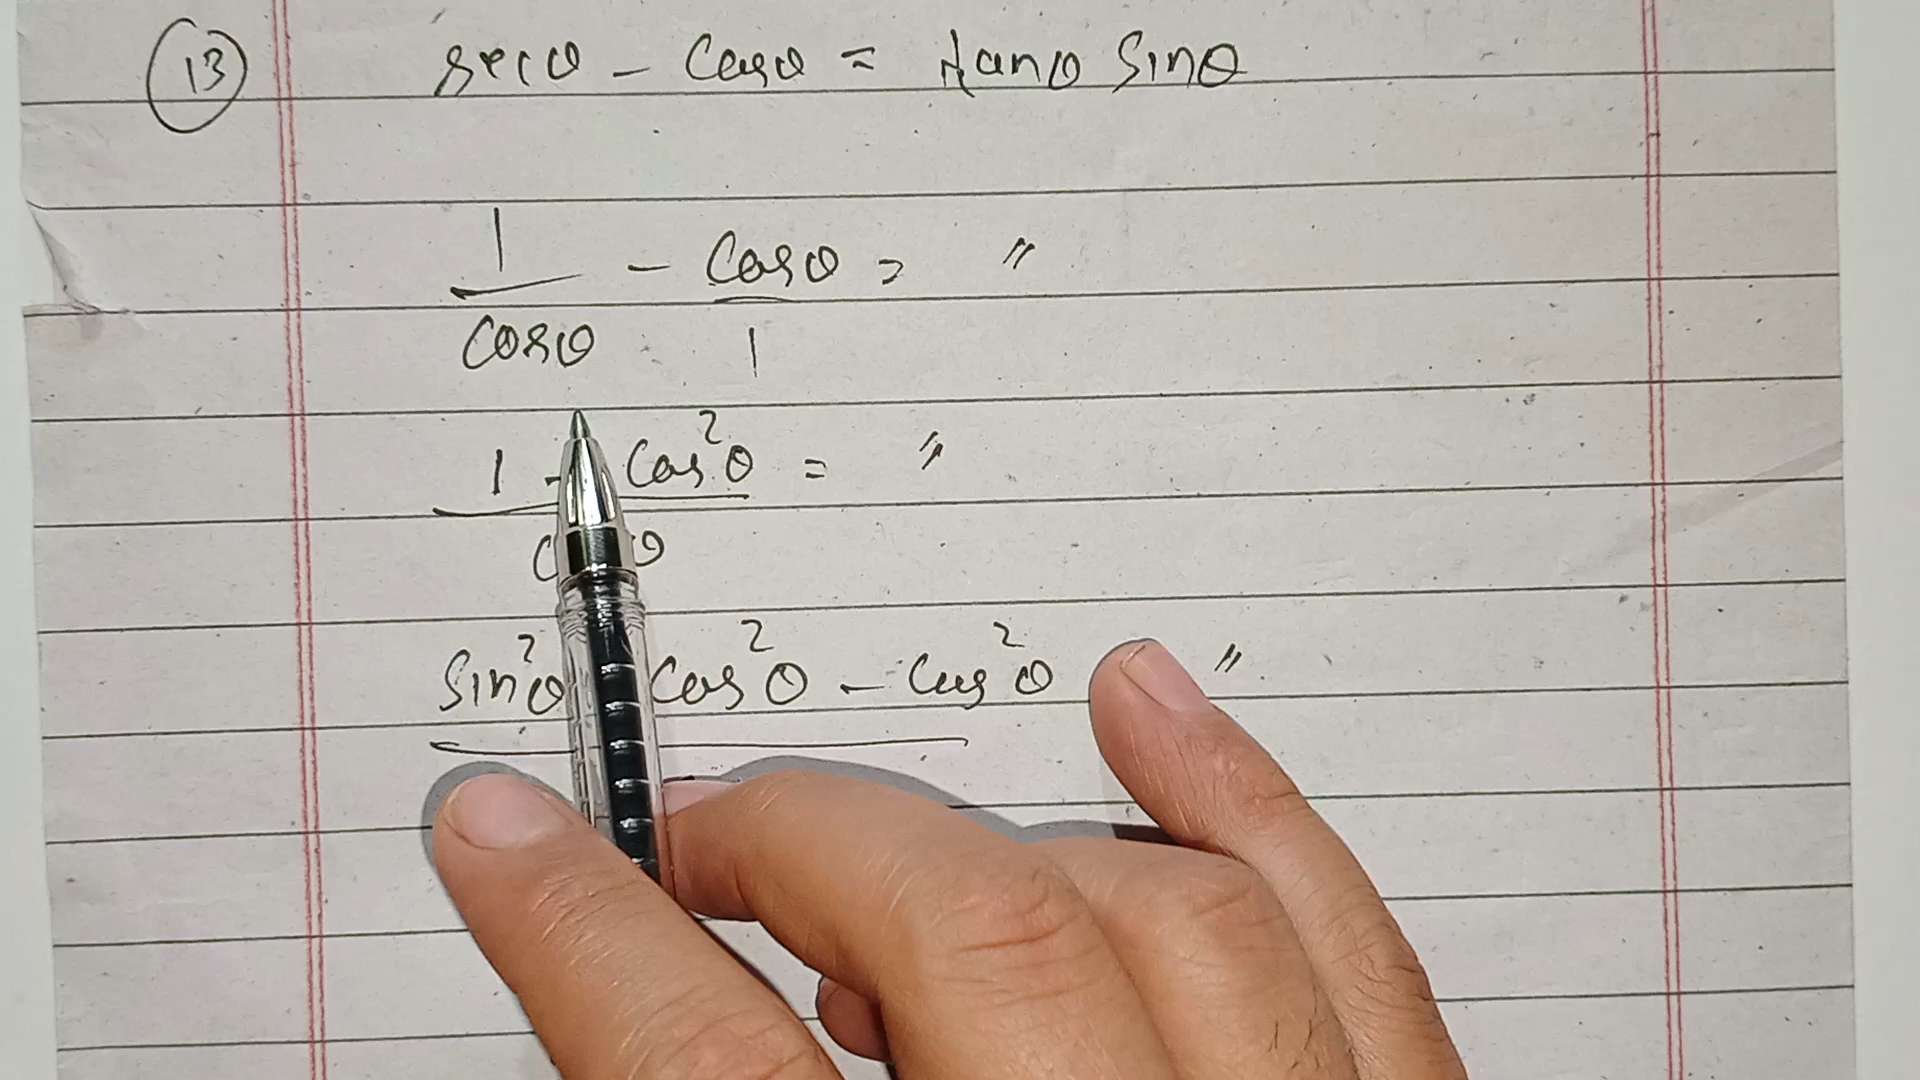 13 secθ - cosθ = tanθ sinθ
1/cosθ - cosθ/1 = "
1 - cos²θ = "
sin²θ cos²θ - cos²θ "